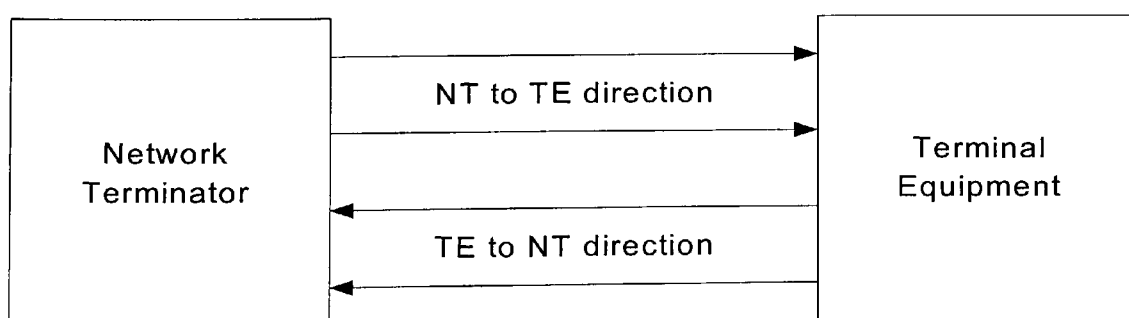 Network
Terminator
NT to TE direction
TE to NT direction
Terminal
Equipment